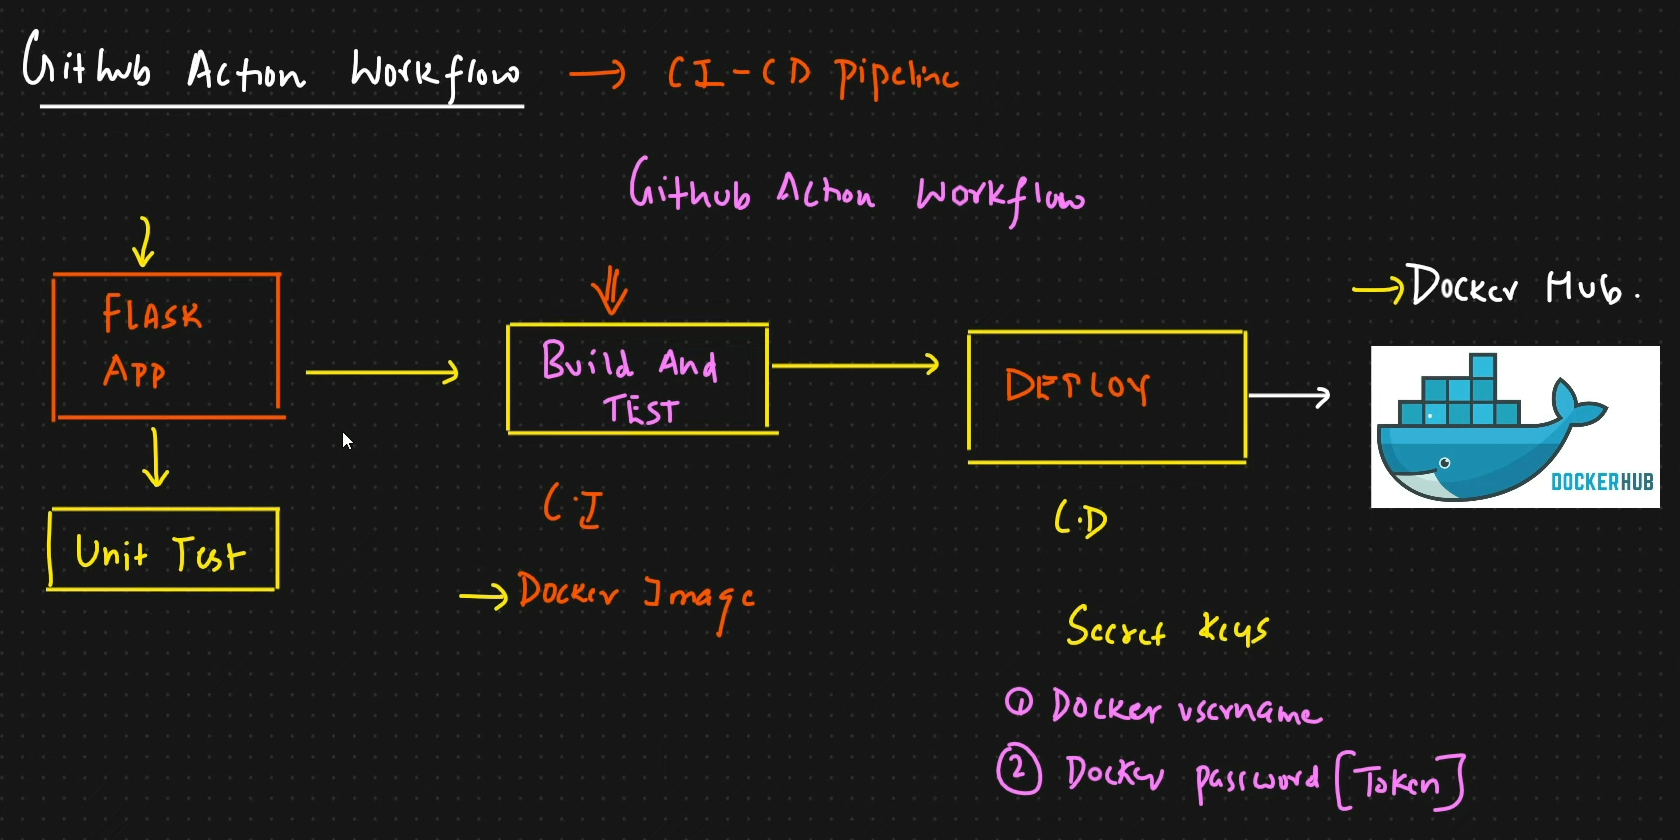 Github Action Workflow → CI-CD Pipeline
Github Action Workflow
FLASK
APP
Build And
TEST
DEPLOY
→ Docker Hub.
DOCKERHUB
Unit Test
C.I
C.D
→ Docker Image
Secret Keys
① Docker username
② Docker password [Token]